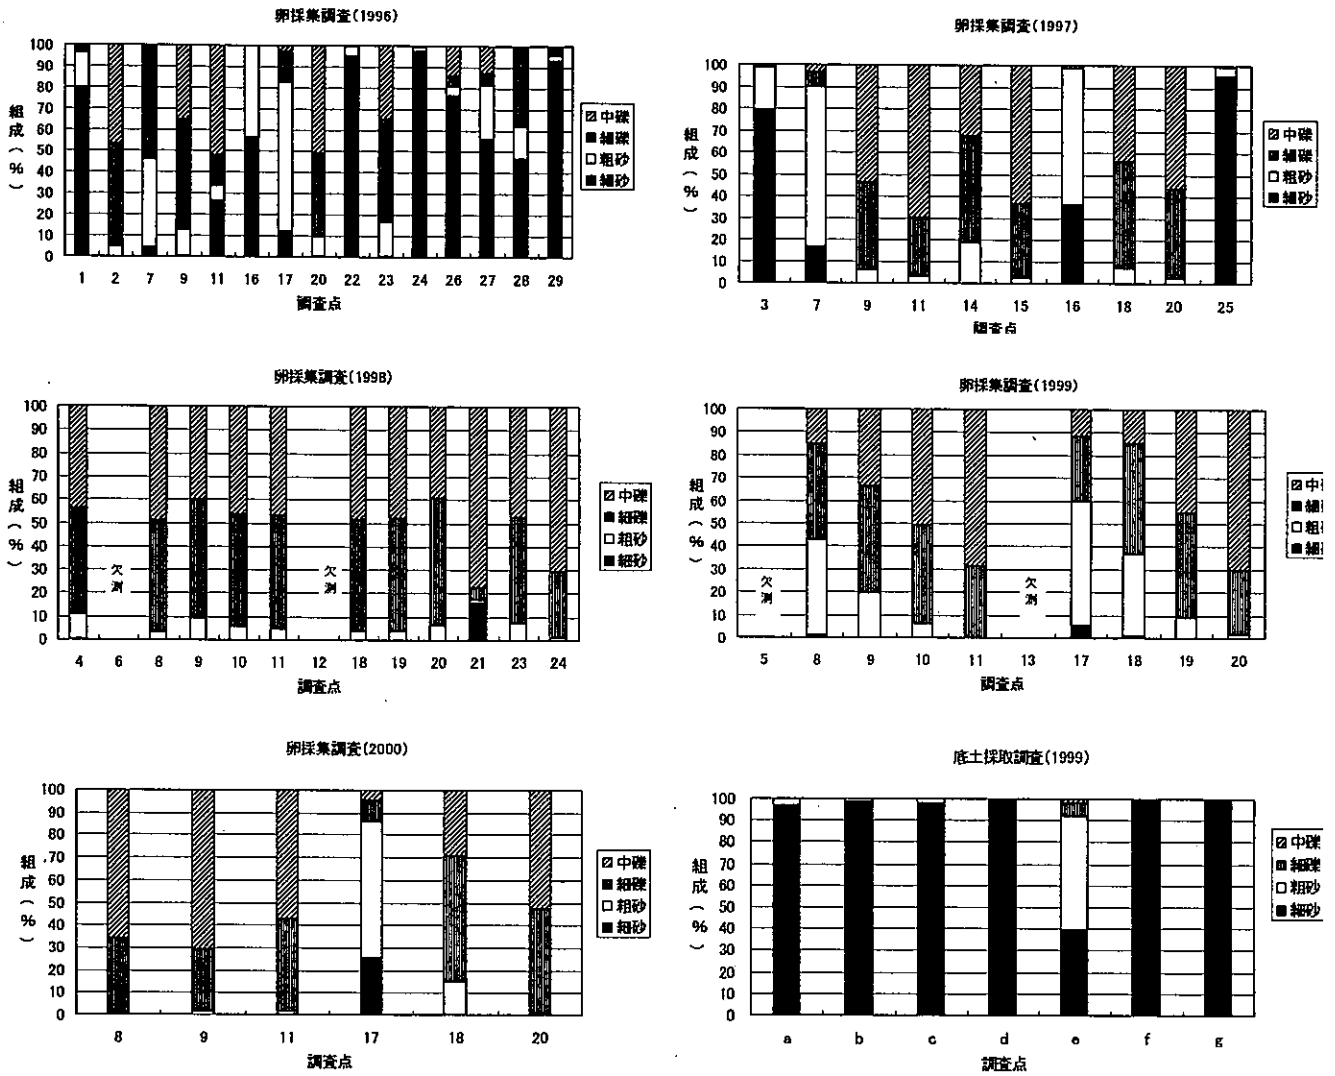 卵採集調査(1996)
組成(%)
100
90
80
70
60
50
40
30
20
10
0
1 2 7 9 11 16 17 20 22 23 24 26 27 28 29
調査点
中礫
細礫
粗砂
細砂
卵採集調査(1997)
組成(%)
100
90
80
70
60
50
40
30
20
10
0
3 7 9 11 14 15 16 18 20 25
調査点
中礫
細礫
粗砂
細砂
卵採集調査(1998)
組成(%)
100
90
80
70
60
50
40
30
20
10
0
欠測
欠測
4 6 8 9 10 11 12 18 19 20 21 23 24
調査点
中礫
細礫
粗砂
細砂
卵採集調査(1999)
組成(%)
100
90
80
70
60
50
40
30
20
10
0
欠測
欠測
5 8 9 10 11 13 17 18 19 20
調査点
中
細
粗
細
卵採集調査(2000)
組成(%)
100
90
80
70
60
50
40
30
20
10
0
8 9 11 17 18 20
調査点
中礫
細礫
粗砂
細砂
底土採取調査(1999)
組成(%)
100
90
80
70
60
50
40
30
20
10
0
a b c d e f g
調査点
中礫
細礫
粗砂
細砂